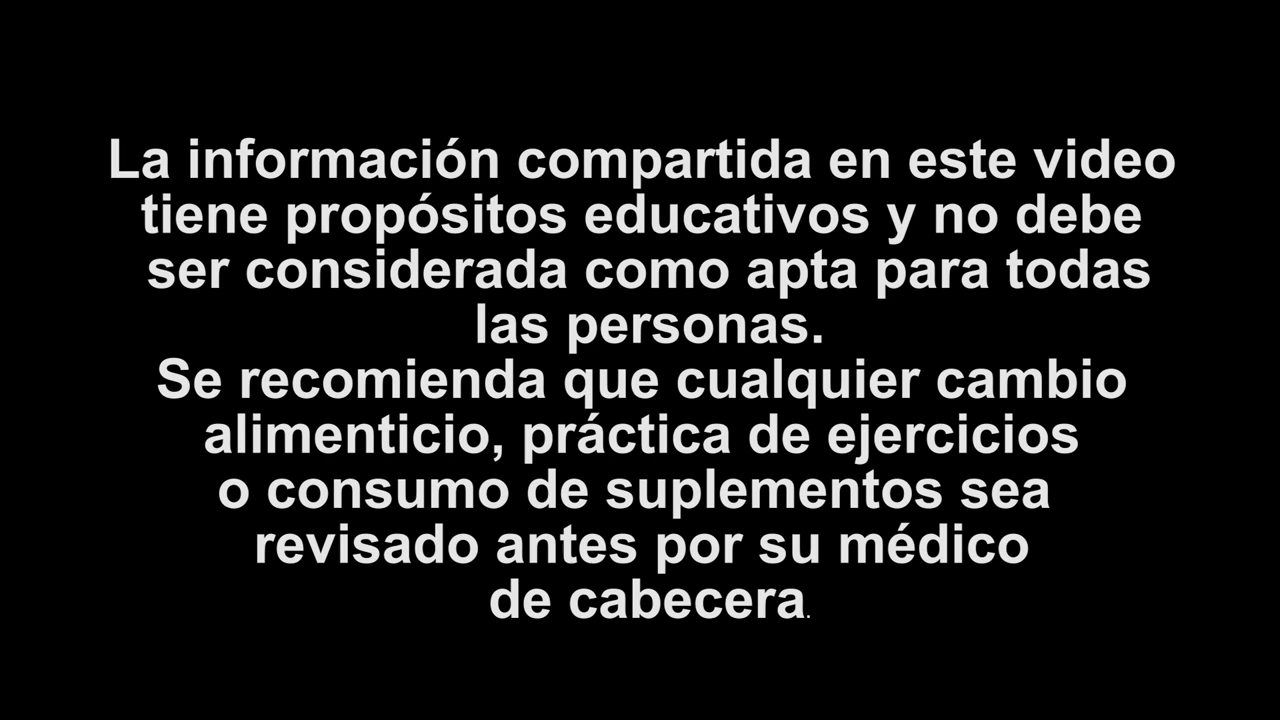 La información compartida en este video
tiene propósitos educativos y no debe
ser considerada como apta para todas
las personas.
Se recomienda que cualquier cambio
alimenticio, práctica de ejercicios
o consumo de suplementos sea
revisado antes por su médico
de cabecera.